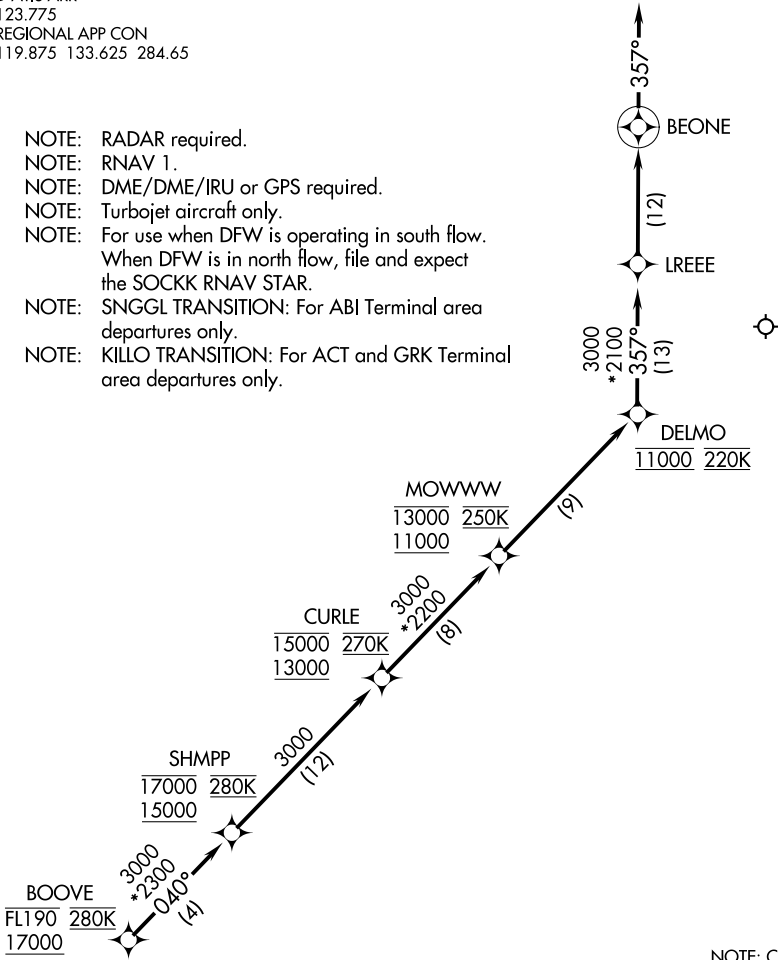 123.775
REGIONAL APP CON
119.875 133.625 284.65
NOTE: RADAR required.
NOTE: RNAV 1.
NOTE: DME/DME/IRU or GPS required.
NOTE: Turbojet aircraft only.
NOTE: For use when DFW is operating in south flow.
When DFW is in north flow, file and expect
the SOCKK RNAV STAR.
NOTE: SNGGL TRANSITION: For ABI Terminal area
departures only.
NOTE: KILLO TRANSITION: For ACT and GRK Terminal
area departures only.
357°
BEONE
(12)
LREEE
3000
*2100
357°
(13)
DELMO
11000 220K
(9)
MOWWW
13000 250K
11000
3000
*2200
(8)
CURLE
15000 270K
13000
3000
(12)
SHMPP
17000 280K
15000
3000
*2300
040°
(4)
BOOVE
FL190 280K
17000
NOTE: C